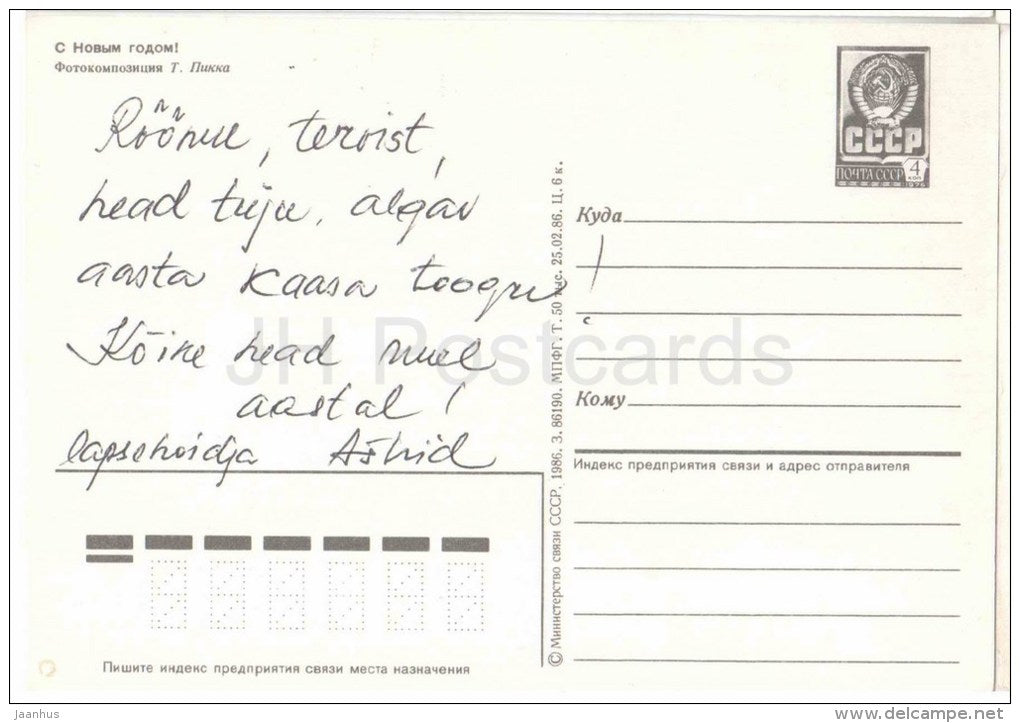 С Новым годом!
Фотокомпозиция Т. Пикка
Rõõmu, tervist,
head tuju, algav
aasta kaasa toogu!
Kõike head uuel
aastal!
lapsehoidja Astrid
СССР
ПОЧТА СССР 4 КОП
1976
Куда
Кому
Индекс предприятия связи и адрес отправителя
© Министерство связи СССР, 1986. З. 86190. МПФГ. Т. 50 тыс. 25.02.86. Ц. 6 к.
Пишите индекс предприятия связи места назначения
JH Postcards
jaanhus
www.delcampe.net